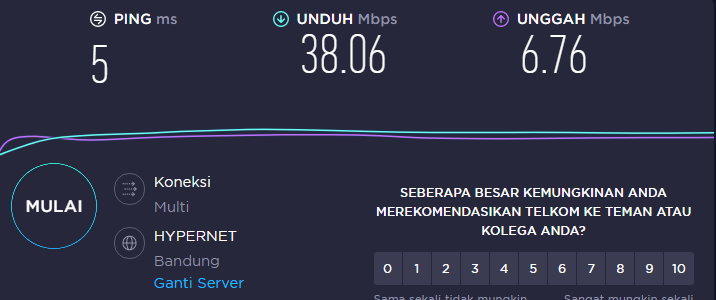 PING ms
UNDUH Mbps
UNGGAH Mbps
5
38.06
6.76
MULAI
Koneksi
Multi
HYPERNET
Bandung
Ganti Server
SEBERAPA BESAR KEMUNGKINAN ANDA
MEREKOMENDASIKAN TELKOM KE TEMAN ATAU
KOLEGA ANDA?
0 1 2 3 4 5 6 7 8 9 10
Sama sekali tidak mungkin
Sangat mungkin sekali